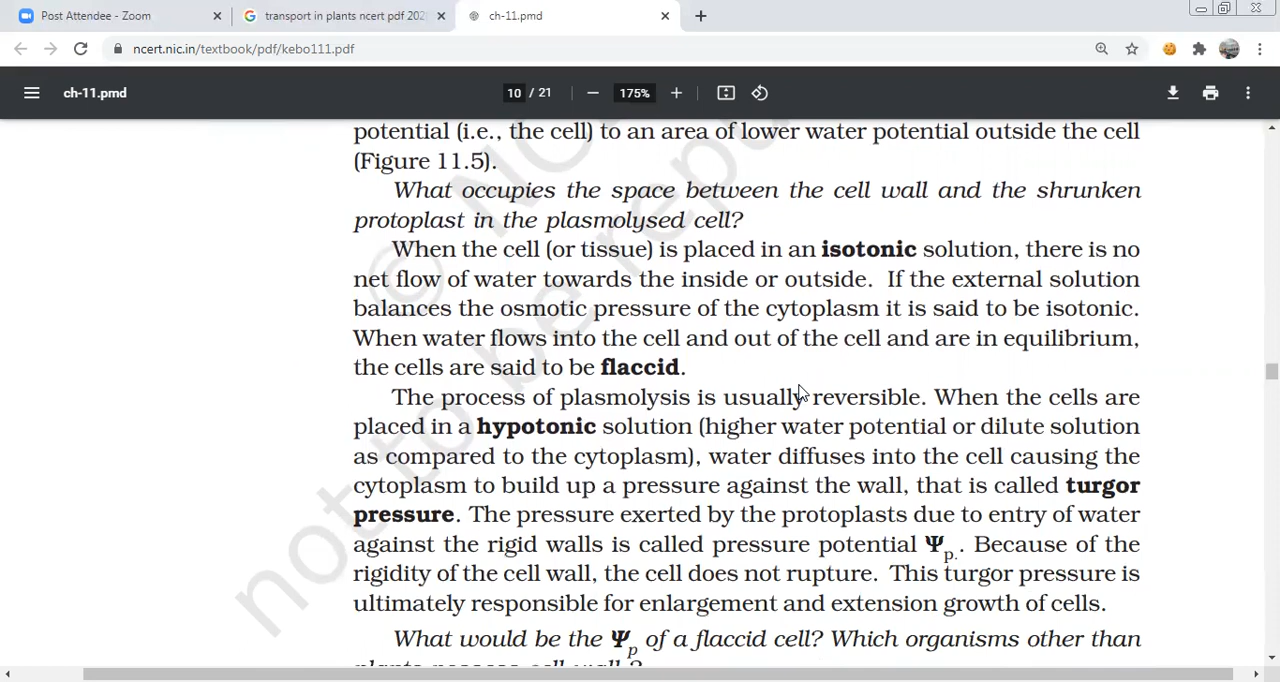 Post Attendee - Zoom
transport in plants ncert pdf 202
ch-11.pmd
ncert.nic.in/textbook/pdf/kebo111.pdf
ch-11.pmd
10 / 21
175%
potential (i.e., the cell) to an area of lower water potential outside the cell
(Figure 11.5).
What occupies the space between the cell wall and the shrunken
protoplast in the plasmolysed cell?
When the cell (or tissue) is placed in an isotonic solution, there is no
net flow of water towards the inside or outside. If the external solution
balances the osmotic pressure of the cytoplasm it is said to be isotonic.
When water flows into the cell and out of the cell and are in equilibrium,
the cells are said to be flaccid.
The process of plasmolysis is usually reversible. When the cells are
placed in a hypotonic solution (higher water potential or dilute solution
as compared to the cytoplasm), water diffuses into the cell causing the
cytoplasm to build up a pressure against the wall, that is called turgor
pressure. The pressure exerted by the protoplasts due to entry of water
against the rigid walls is called pressure potential Ψp.. Because of the
rigidity of the cell wall, the cell does not rupture. This turgor pressure is
ultimately responsible for enlargement and extension growth of cells.
What would be the Ψp of a flaccid cell? Which organisms other than
plants possess cell wall ?
not to be repu
© NC